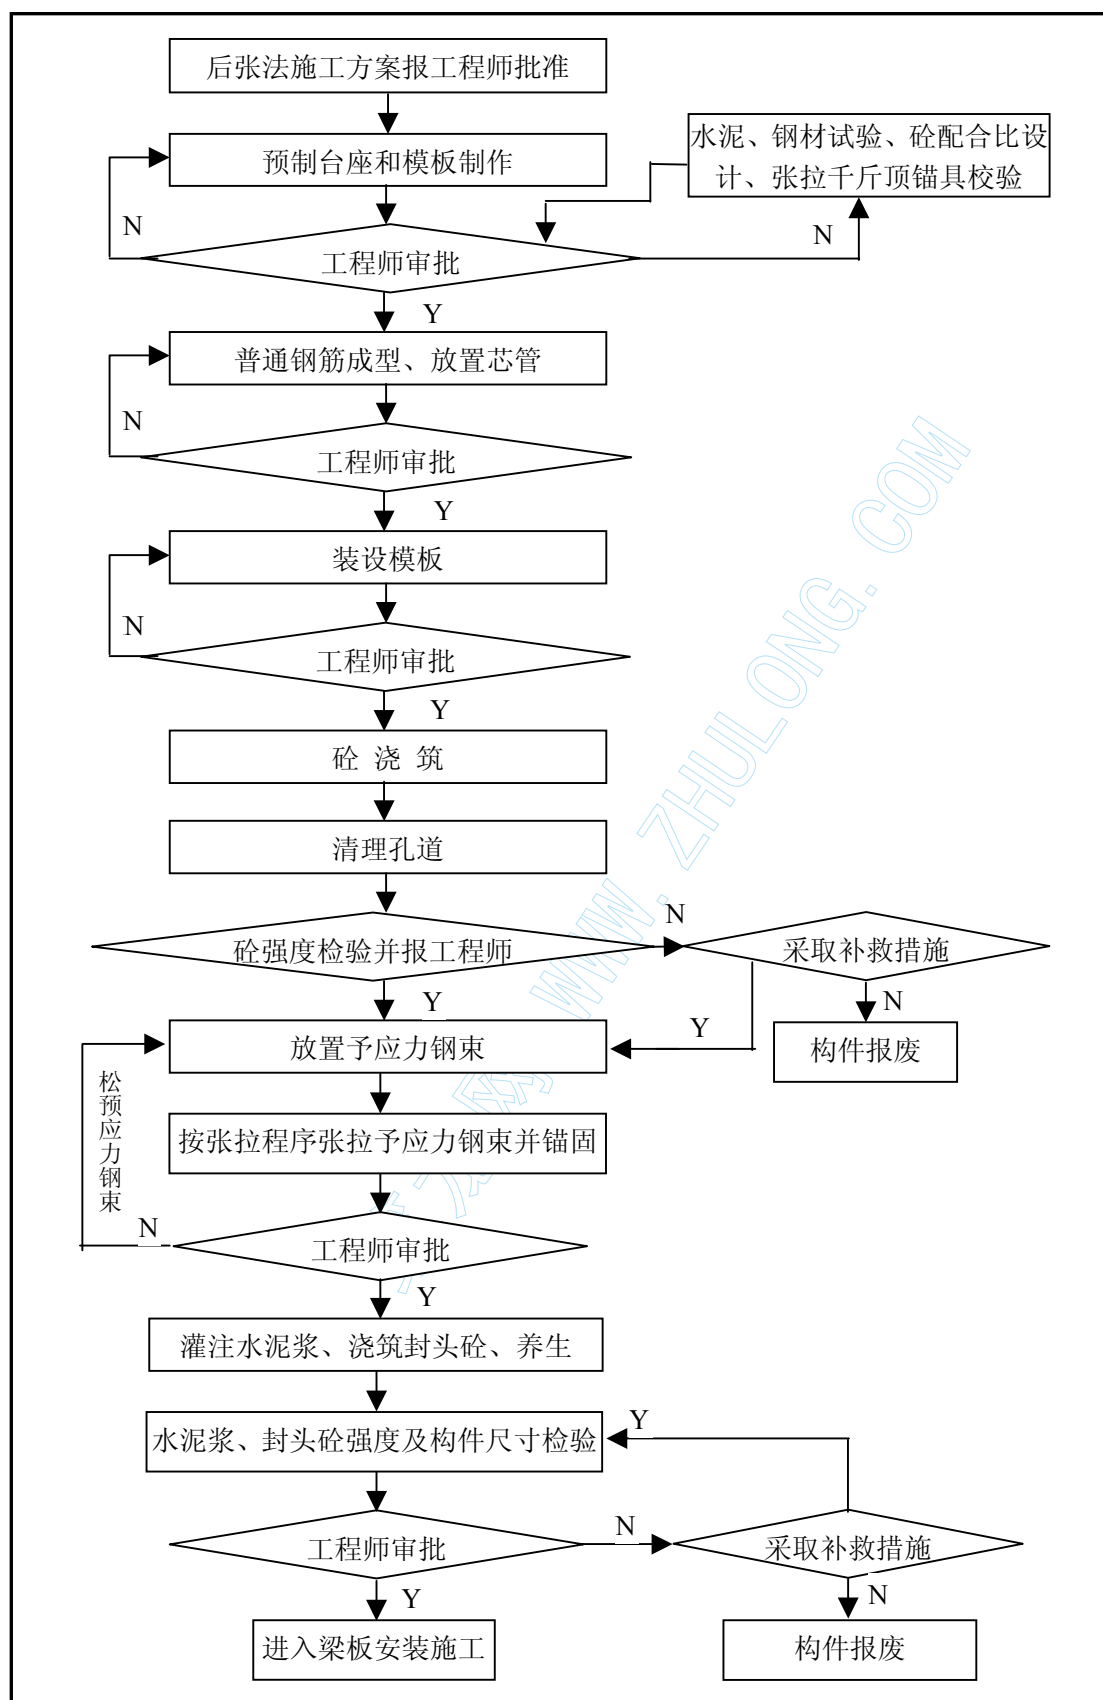 后张法施工方案报工程师批准
水泥、钢材试验、砼配合比设
计、张拉千斤顶锚具校验
预制台座和模板制作
N
N
工程师审批
Y
普通钢筋成型、放置芯管
N
工程师审批
Y
装设模板
N
工程师审批
Y
砼 浇 筑
清理孔道
N
砼强度检验并报工程师
采取补救措施
Y
N
Y
放置予应力钢束
构件报废
松预应力钢束
按张拉程序张拉予应力钢束并锚固
N
工程师审批
Y
灌注水泥浆、浇筑封头砼、养生
Y
水泥浆、封头砼强度及构件尺寸检验
N
工程师审批
采取补救措施
Y
N
进入梁板安装施工
构件报废
WWW.ZHULONG.COM